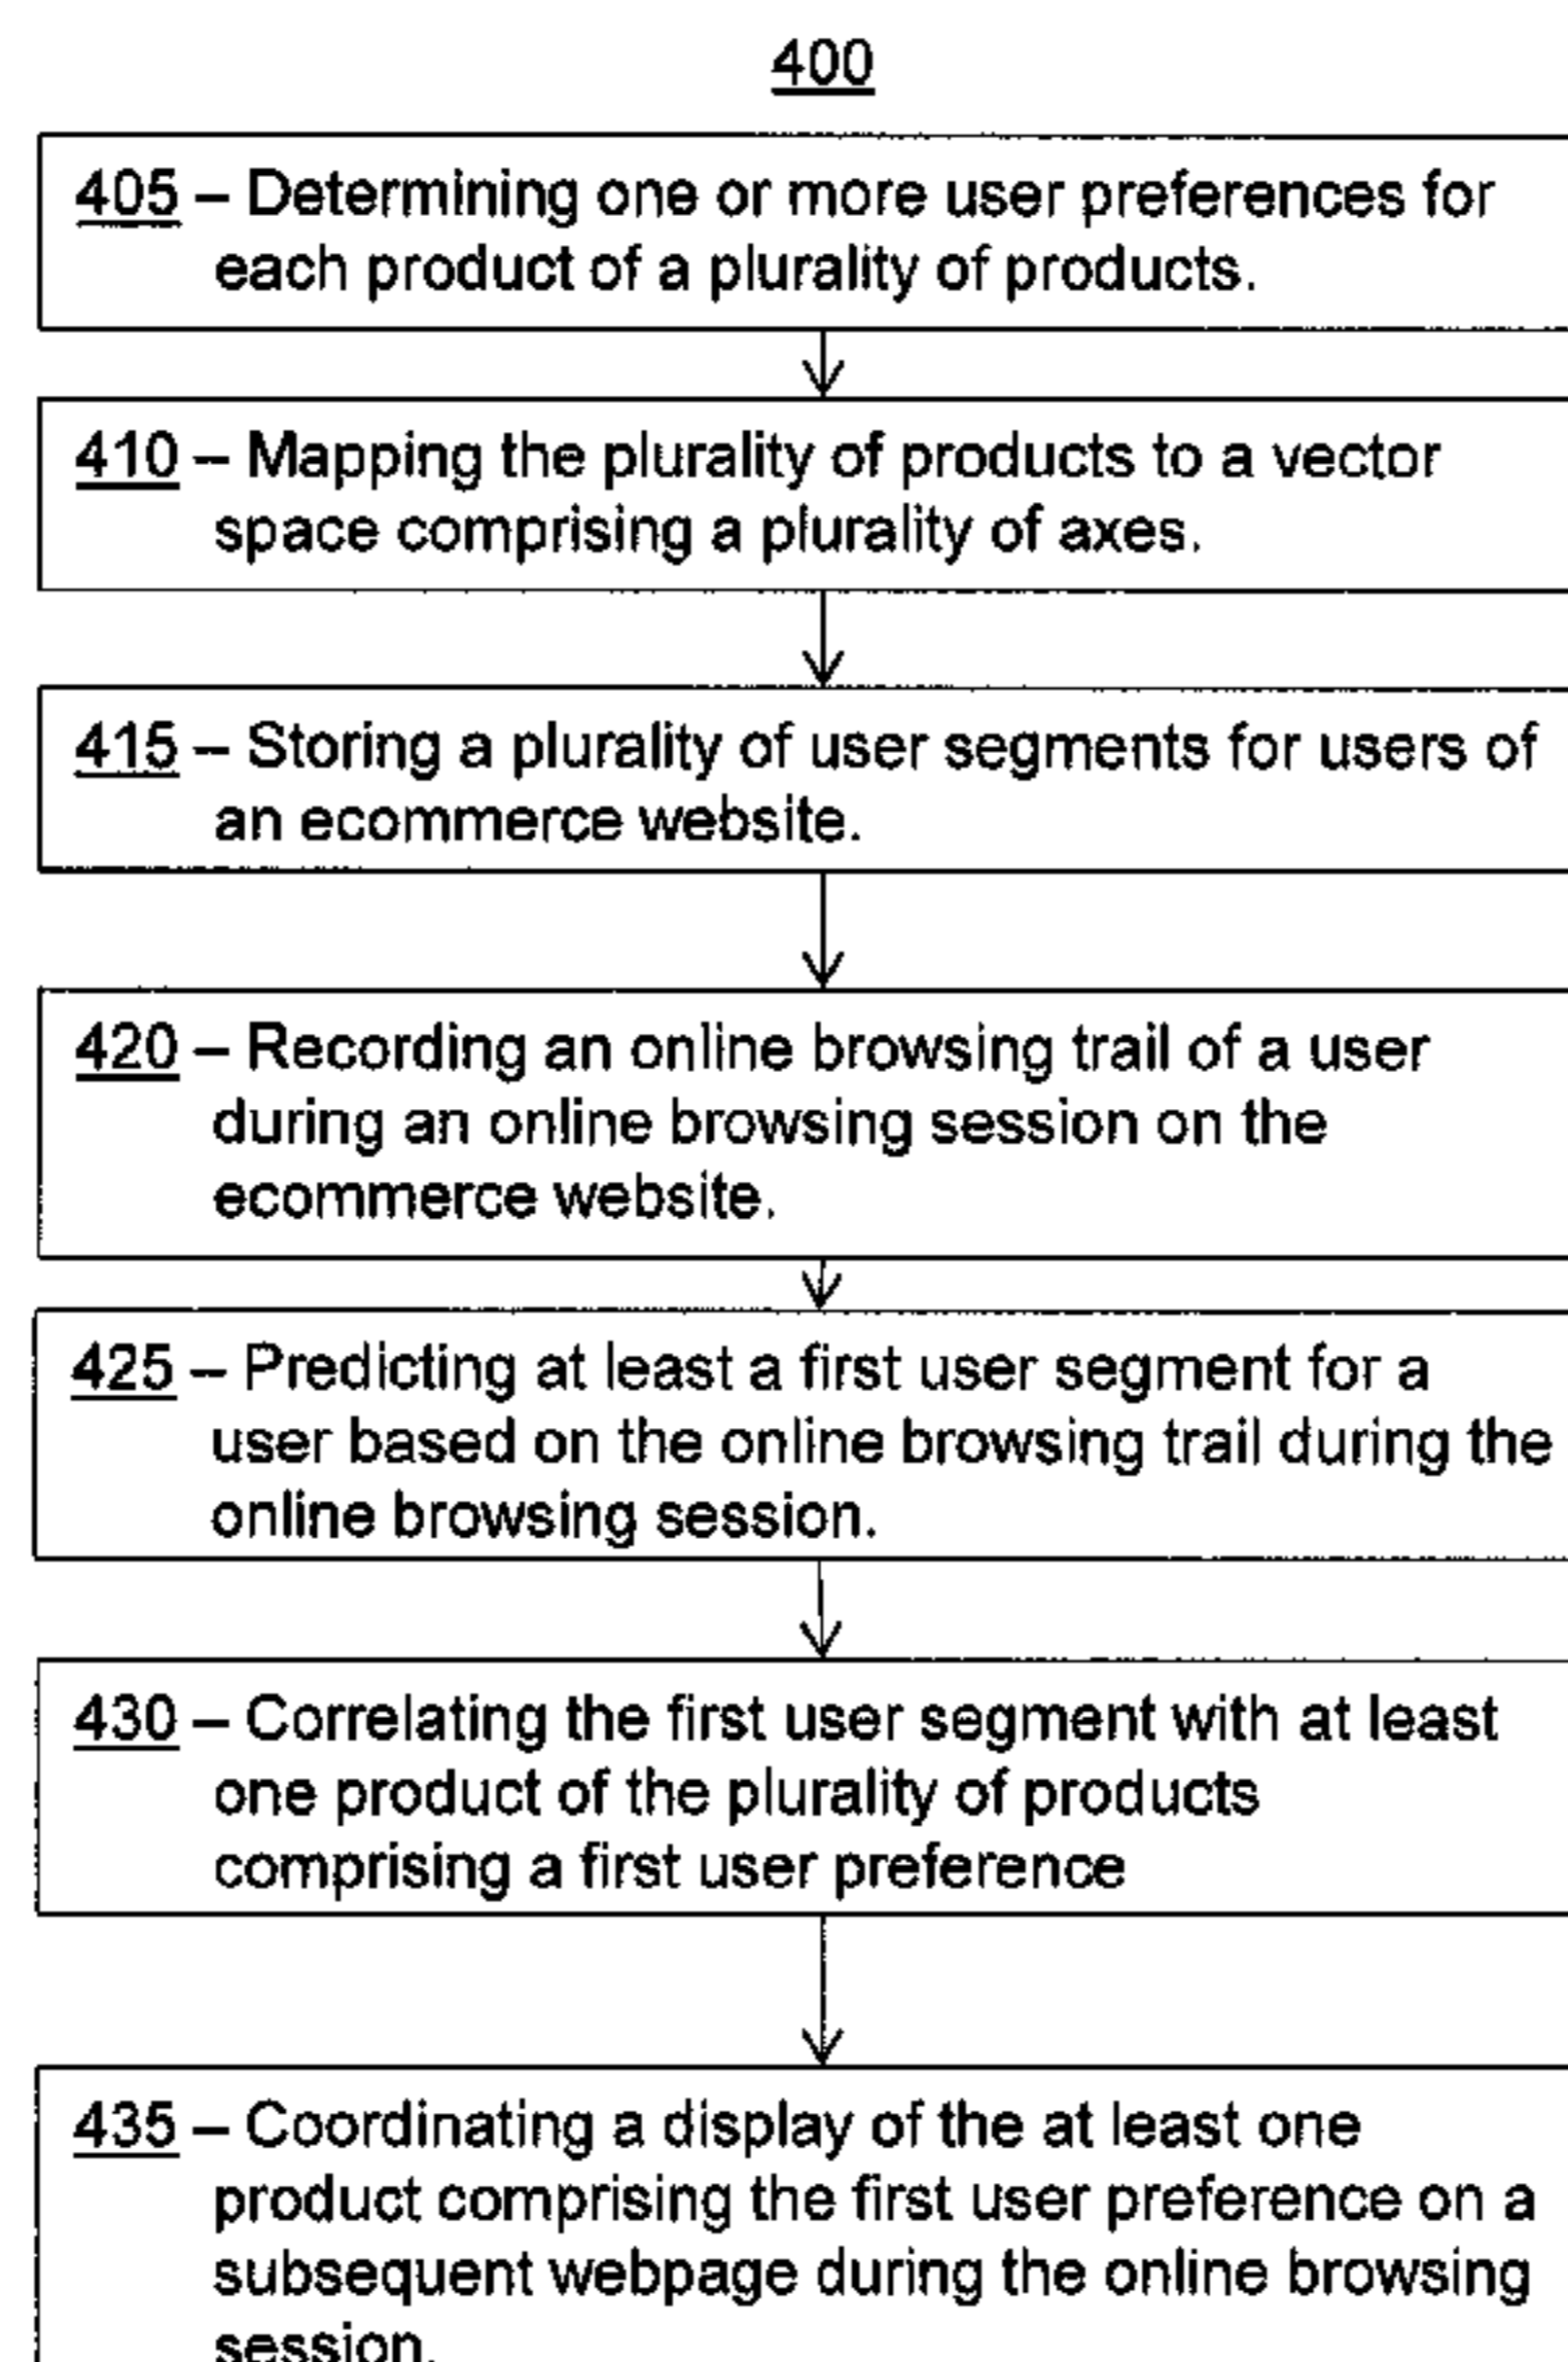 400
405 – Determining one or more user preferences for
each product of a plurality of products.
410 – Mapping the plurality of products to a vector
space comprising a plurality of axes.
415 – Storing a plurality of user segments for users of
an ecommerce website.
420 – Recording an online browsing trail of a user
during an online browsing session on the
ecommerce website.
425 – Predicting at least a first user segment for a
user based on the online browsing trail during the
online browsing session.
430 – Correlating the first user segment with at least
one product of the plurality of products
comprising a first user preference
435 – Coordinating a display of the at least one
product comprising the first user preference on a
subsequent webpage during the online browsing
session.